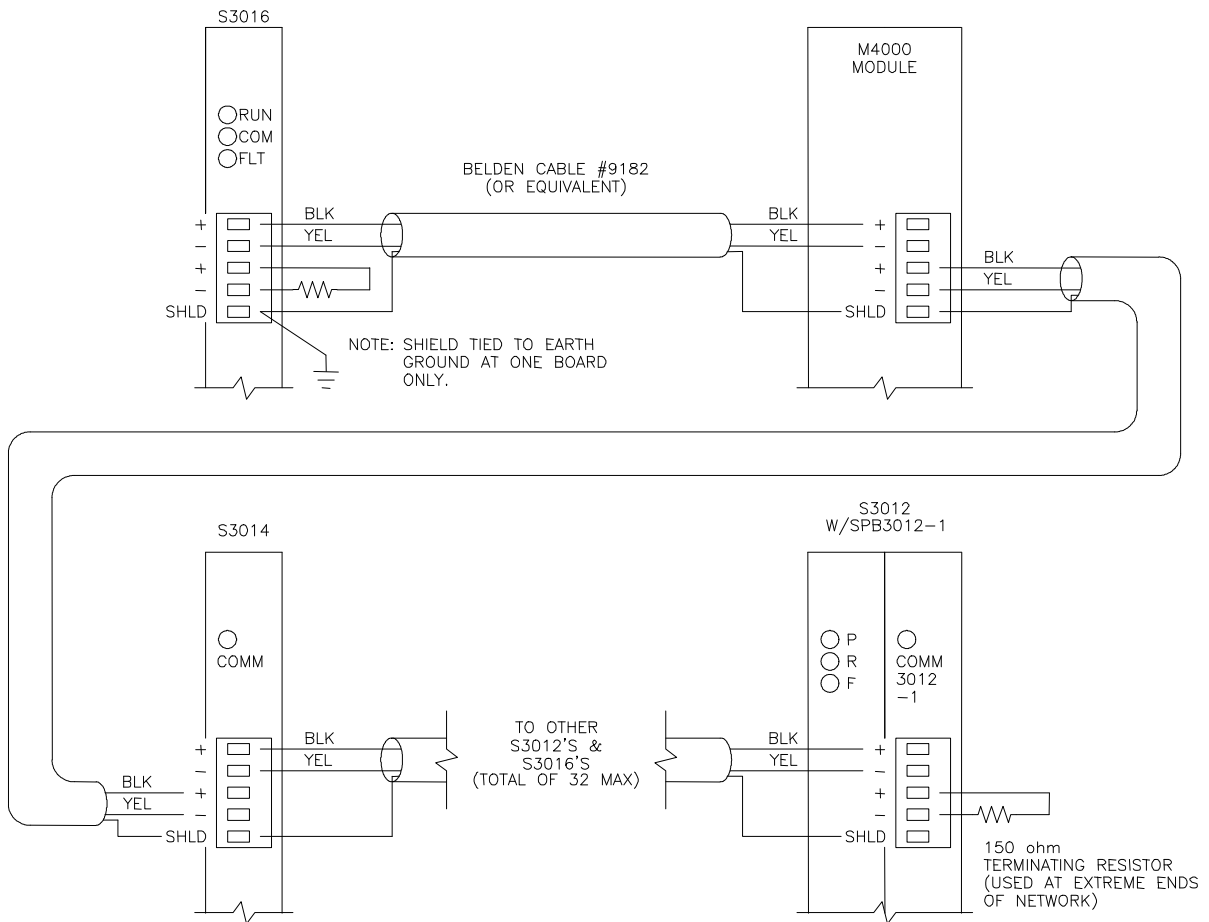 S3016
RUN
COM
FLT
M4000
MODULE
BELDEN CABLE #9182
(OR EQUIVALENT)
+ BLK
− YEL
+
−
SHLD
BLK +
YEL −
SHLD
BLK
YEL
NOTE: SHIELD TIED TO EARTH
GROUND AT ONE BOARD
ONLY.
S3014
COMM
S3012
W/SPB3012-1
P
R
F
COMM
3012
-1
+ BLK
− YEL
BLK +
YEL −
SHLD
TO OTHER
S3012'S &
S3016'S
(TOTAL OF 32 MAX)
BLK +
YEL −
+
−
SHLD
150 ohm
TERMINATING RESISTOR
(USED AT EXTREME ENDS
OF NETWORK)